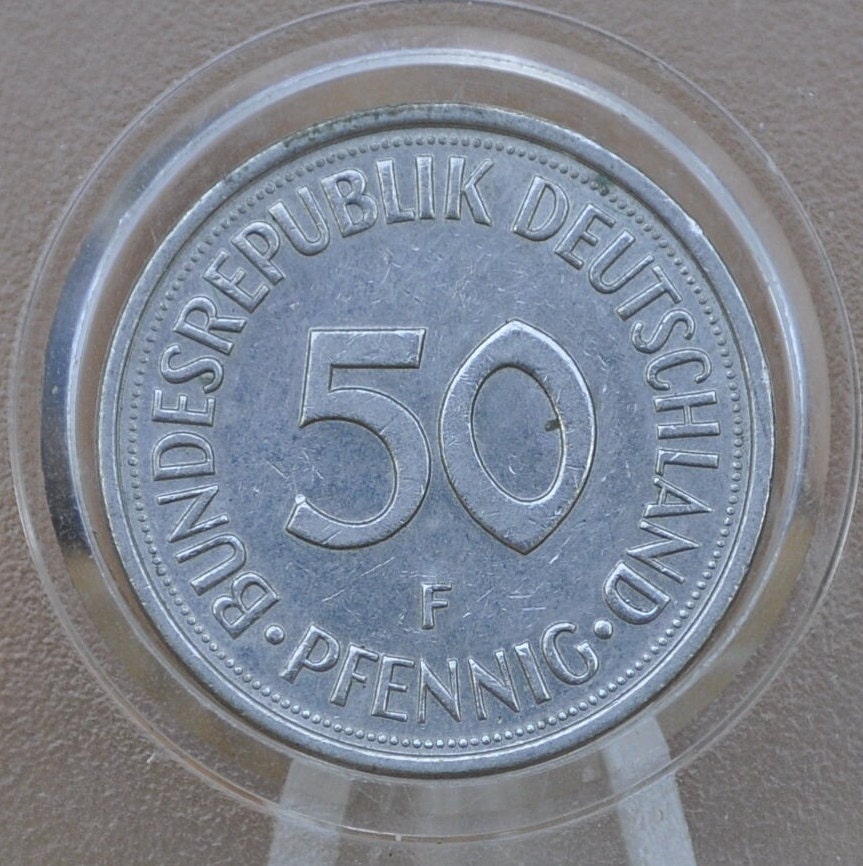 BUNDESREPUBLIK DEUTSCHLAND
50
F
• PFENNIG •